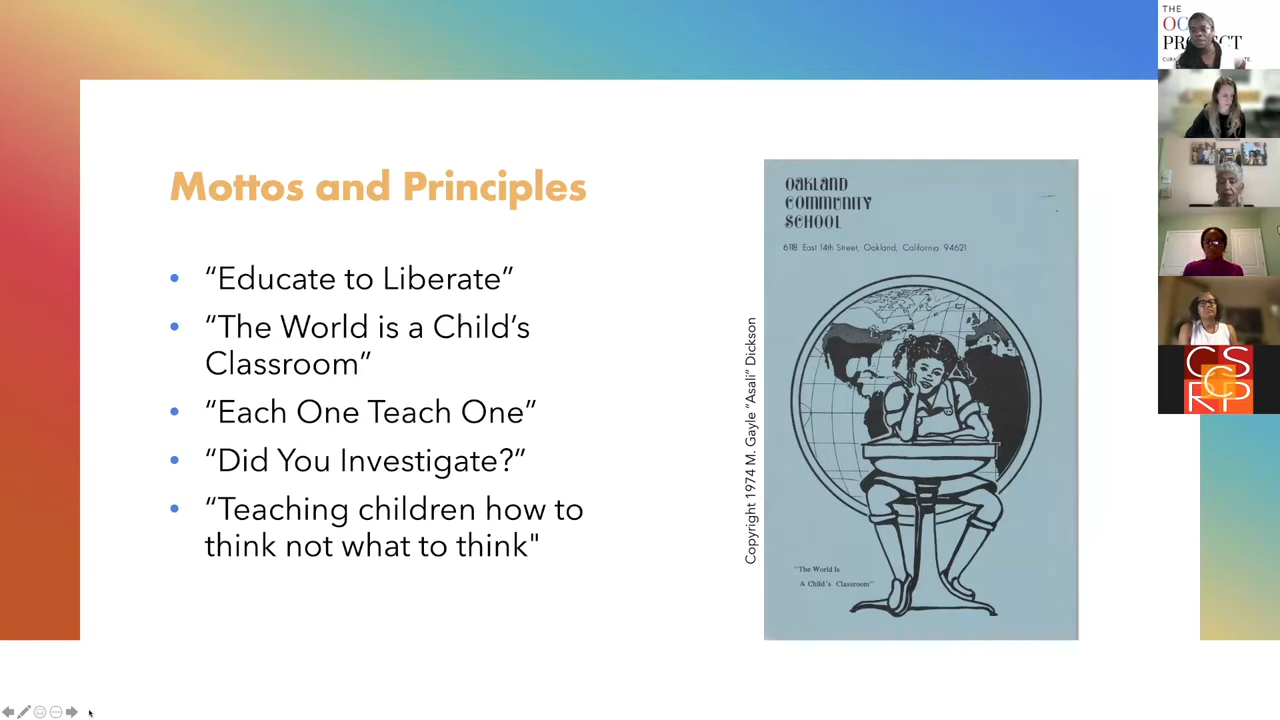 Mottos and Principles
• “Educate to Liberate”
• “The World is a Child’s
Classroom”
• “Each One Teach One”
• “Did You Investigate?”
• “Teaching children how to
think not what to think"
Copyright 1974 M. Gayle “Asali” Dickson
OAKLAND
COMMUNITY
SCHOOL
6118 East 14th Street, Oakland, California 94621
"The World Is
A Child's Classroom"
THE
CSC
RP